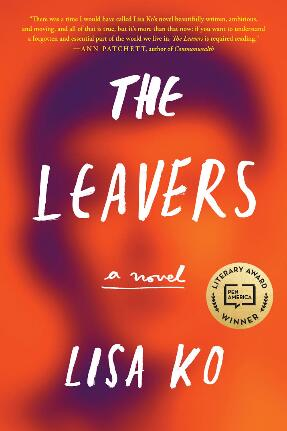 "There was a time I would have called Lisa Ko's novel beautifully written, ambitious,
and moving, and all of that is true, but it's more than that now: if you want to understand
a forgotten and essential part of the world we live in, The Leavers is required reading."
—ANN PATCHETT, author of Commonwealth
THE
LEAVERS
a novel
LITERARY AWARD
PEN
AMERICA
WINNER
LISA KO